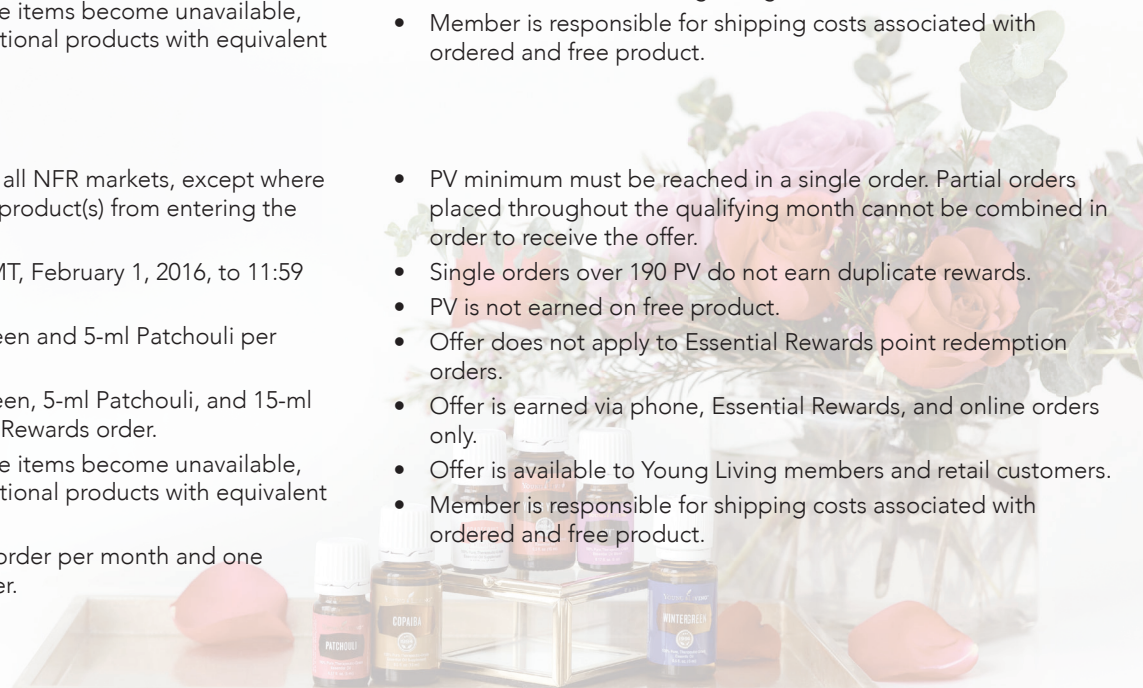 e items become unavailable,
tional products with equivalent
all NFR markets, except where
product(s) from entering the
MT, February 1, 2016, to 11:59
een and 5-ml Patchouli per
een, 5-ml Patchouli, and 15-ml
Rewards order.
e items become unavailable,
tional products with equivalent
order per month and one
er.
• Member is responsible for shipping costs associated with
ordered and free product.
• PV minimum must be reached in a single order. Partial orders
placed throughout the qualifying month cannot be combined in
order to receive the offer.
• Single orders over 190 PV do not earn duplicate rewards.
• PV is not earned on free product.
• Offer does not apply to Essential Rewards point redemption
orders.
• Offer is earned via phone, Essential Rewards, and online orders
only.
• Offer is available to Young Living members and retail customers.
• Member is responsible for shipping costs associated with
ordered and free product.
PATCHOULI
COPAIBA
WINTERGREEN